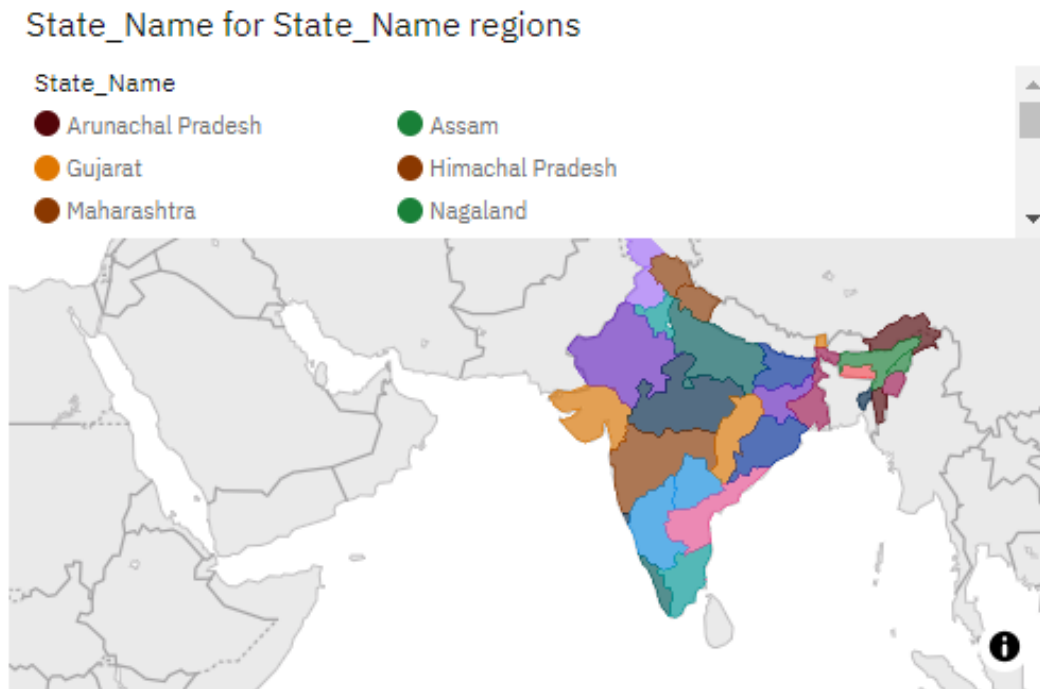 State_Name for State_Name regions
State_Name
Arunachal Pradesh
Assam
Gujarat
Himachal Pradesh
Maharashtra
Nagaland